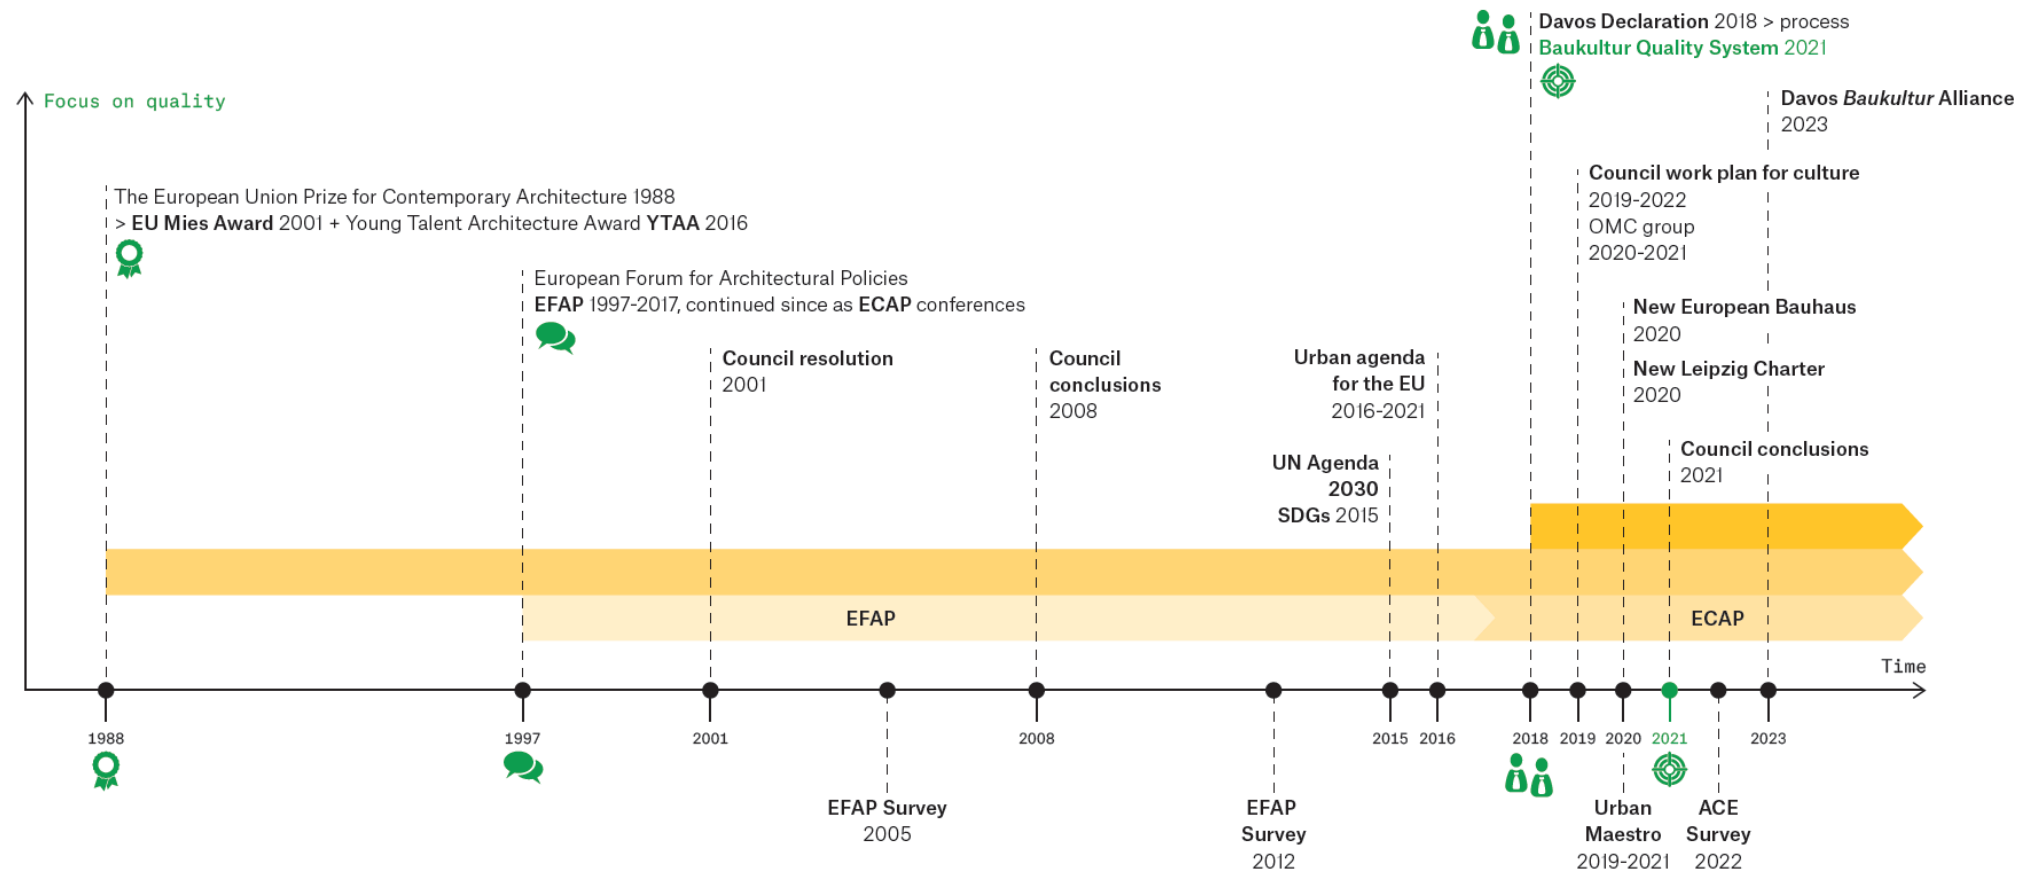 Davos Declaration 2018 > process
Baukultur Quality System 2021
Focus on quality
Davos Baukultur Alliance
2023
The European Union Prize for Contemporary Architecture 1988
> EU Mies Award 2001 + Young Talent Architecture Award YTAA 2016
Council work plan for culture
2019-2022
OMC group
2020-2021
European Forum for Architectural Policies
EFAP 1997-2017, continued since as ECAP conferences
New European Bauhaus
2020
New Leipzig Charter
2020
Council resolution
2001
Council
conclusions
2008
Urban agenda
for the EU
2016-2021
UN Agenda
2030
SDGs 2015
Council conclusions
2021
EFAP
ECAP
Time
1988
1997
2001
2008
2015
2016
2018
2019
2020
2021
2023
EFAP Survey
2005
EFAP
Survey
2012
Urban
Maestro
2019-2021
ACE
Survey
2022